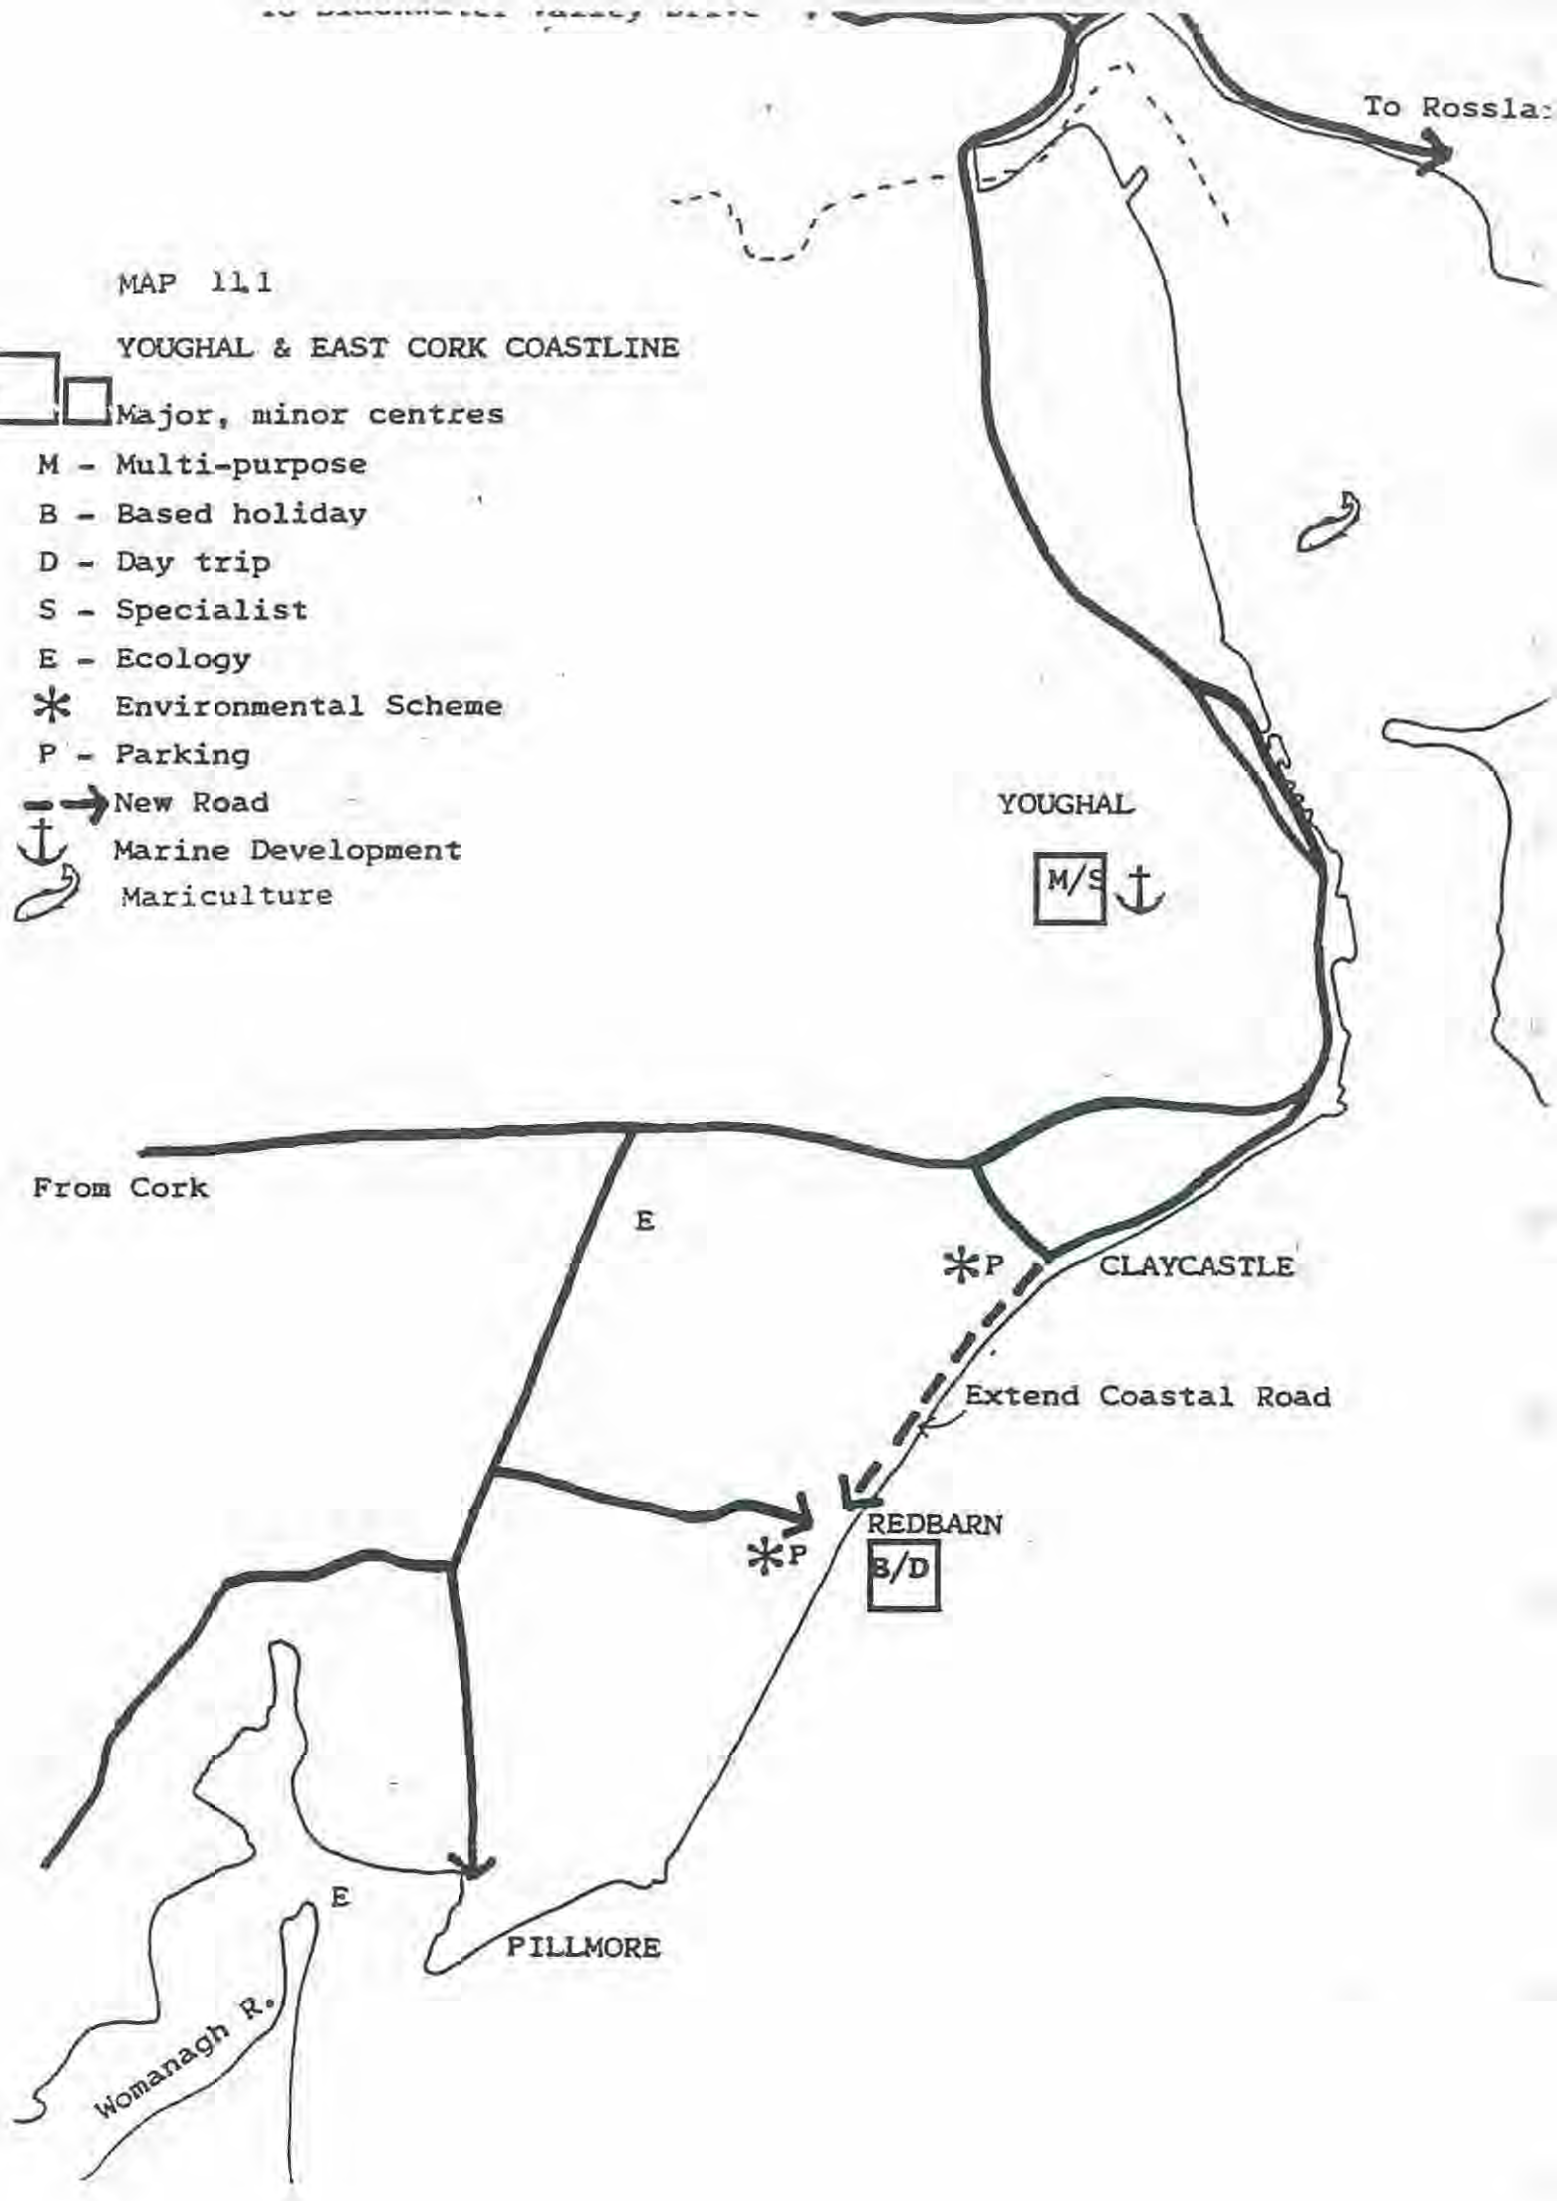 To Rossla
MAP 11.1
YOUGHAL & EAST CORK COASTLINE
Major, minor centres
M - Multi-purpose
B - Based holiday
D - Day trip
S - Specialist
E - Ecology
Environmental Scheme
P - Parking
New Road
Marine Development
Mariculture
YOUGHAL
M/S
From Cork
E
P
CLAYCASTLE
Extend Coastal Road
REDBARN
P
B/D
E
PILLMORE
Womanagh R.